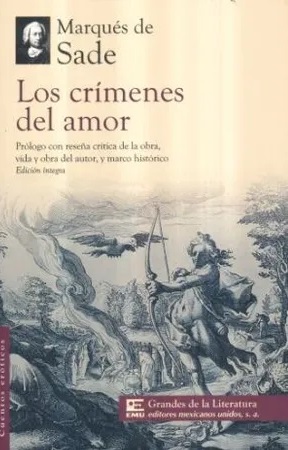 Marqués de
Sade
Los crímenes
del amor
Prólogo con reseña crítica de la obra,
vida y obra del autor, y marco histórico
Edición íntegra
Cuentos eróticos
EMU
Grandes de la Literatura
editores mexicanos unidos, s. a.